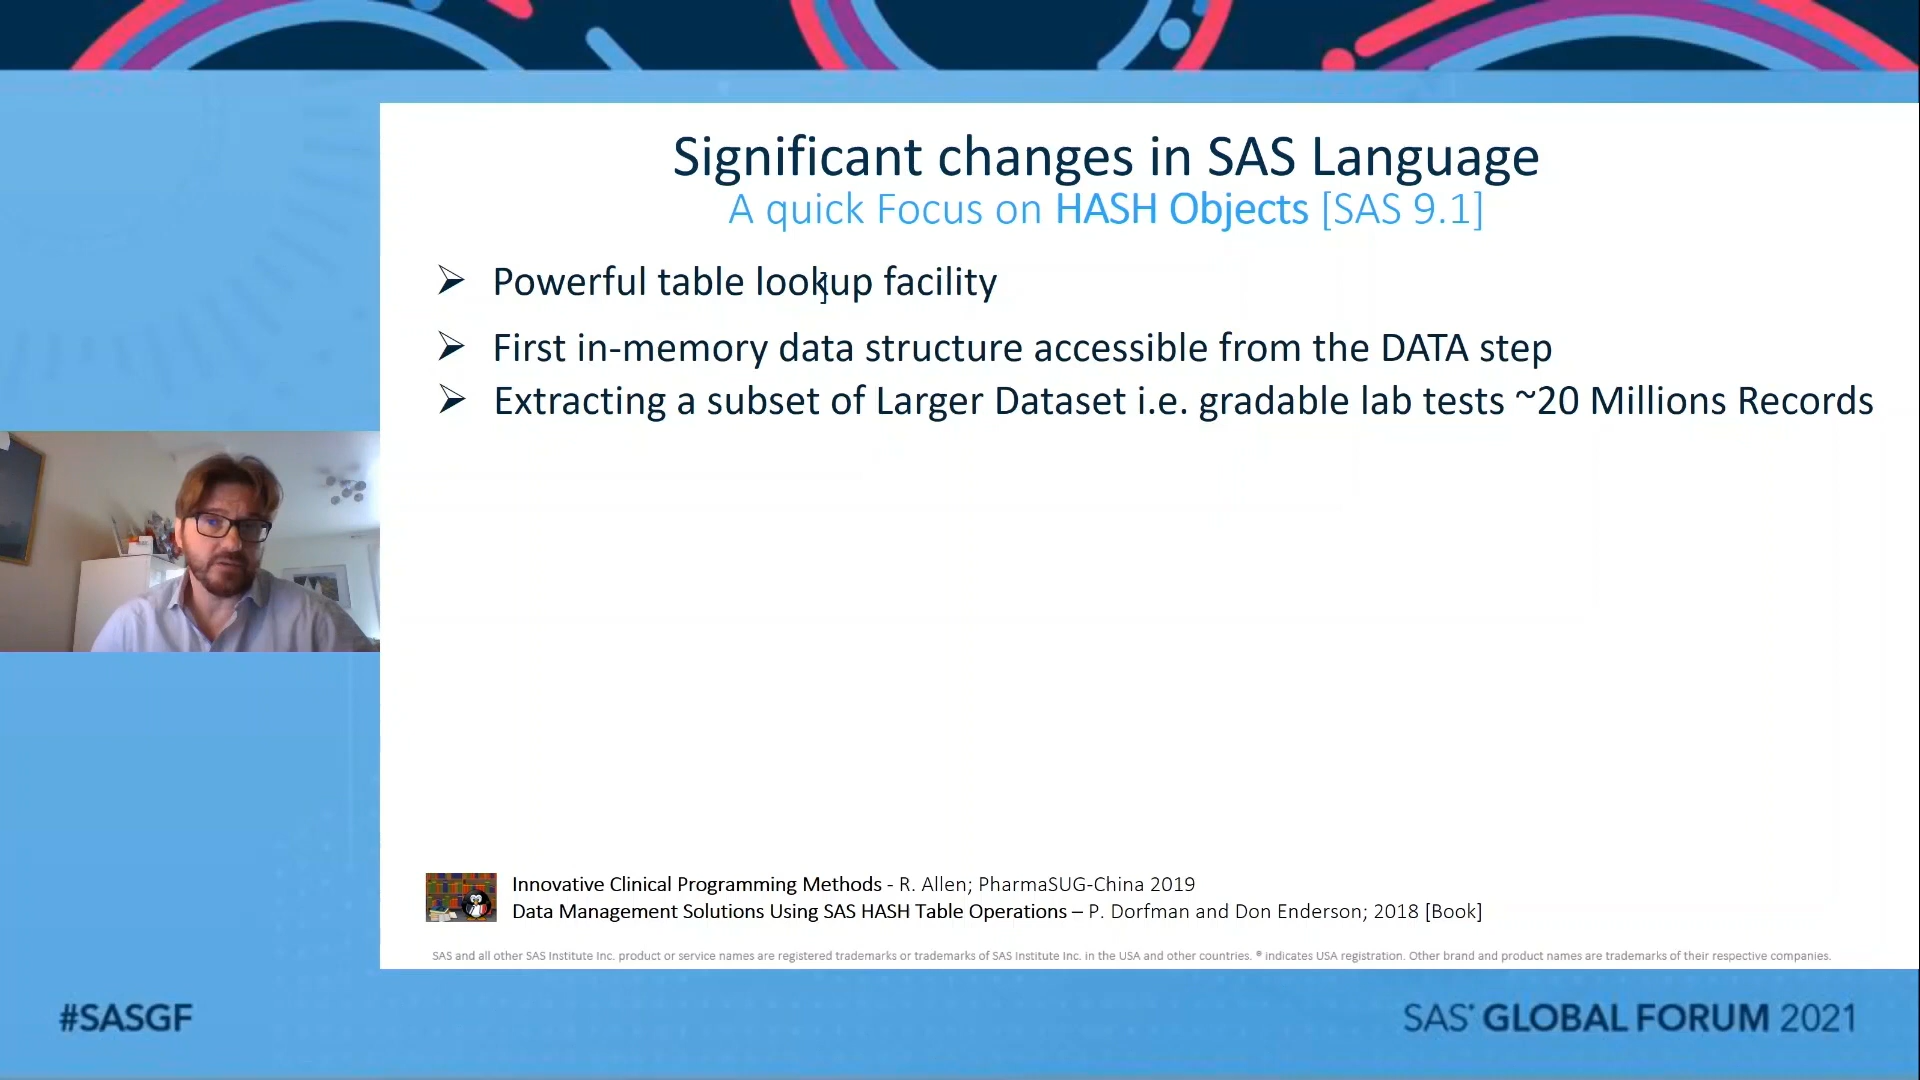 Significant changes in SAS Language
A quick Focus on HASH Objects [SAS 9.1]
Powerful table lookup facility
First in-memory data structure accessible from the DATA step
Extracting a subset of Larger Dataset i.e. gradable lab tests ~20 Millions Records
Innovative Clinical Programming Methods - R. Allen; PharmaSUG-China 2019
Data Management Solutions Using SAS HASH Table Operations – P. Dorfman and Don Enderson; 2018 [Book]
SAS and all other SAS Institute Inc. product or service names are registered trademarks or trademarks of SAS Institute Inc. in the USA and other countries. ® indicates USA registration. Other brand and product names are trademarks of their respective companies.
#SASGF
SAS® GLOBAL FORUM 2021